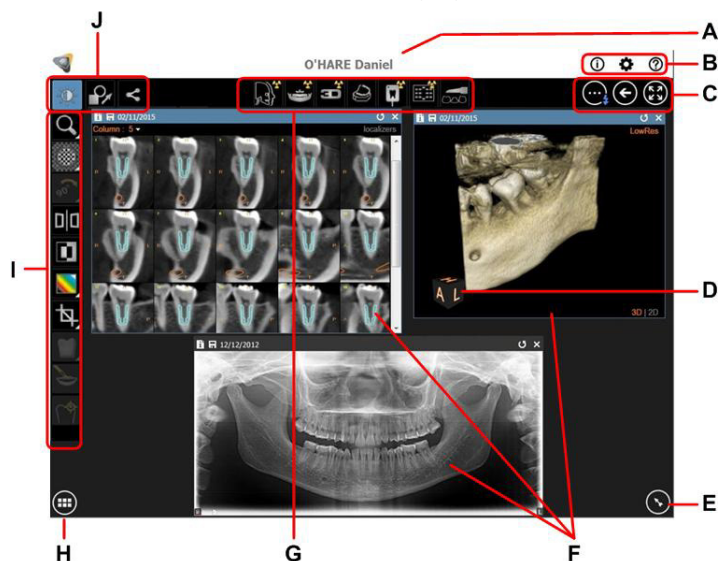 J
A
O'HARE Daniel
B
C
02/11/2015
02/11/2015
Column : 5
localizers
LowRes
I
A L
D
3D | 2D
12/12/2012
E
H
G
F